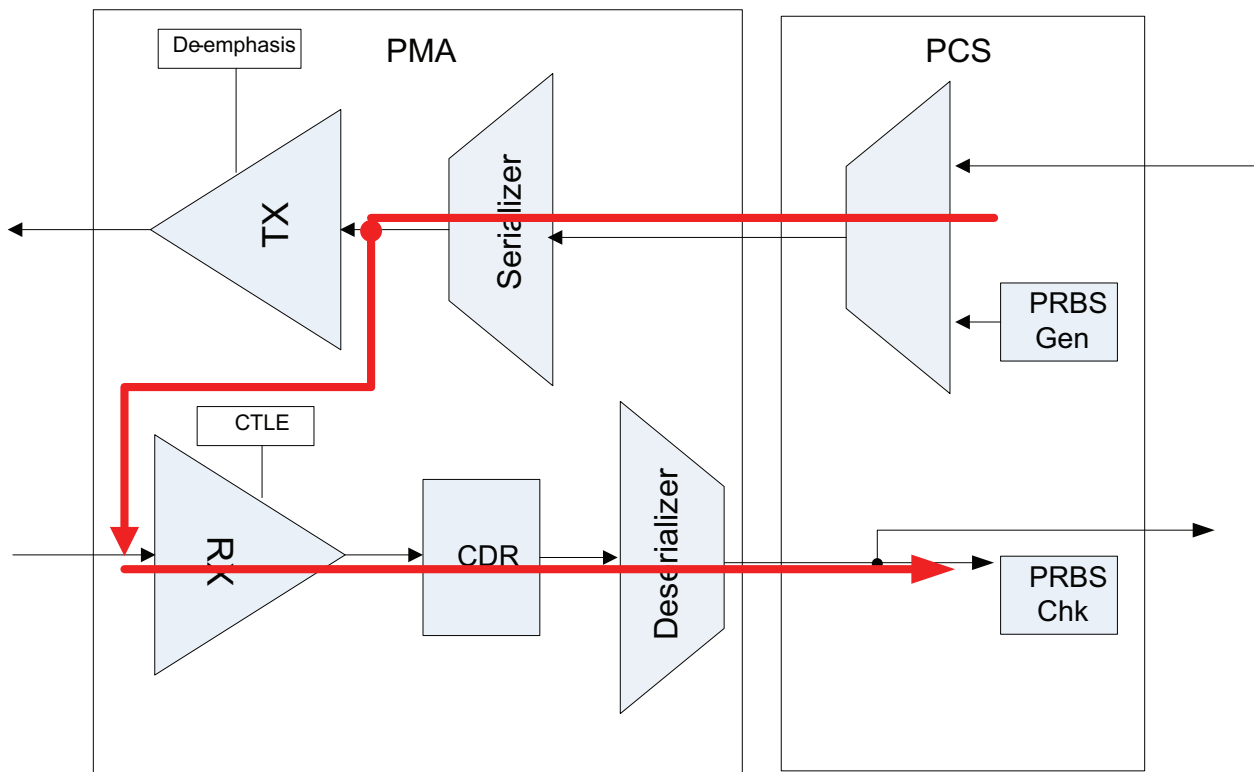 De-emphasis
PMA
PCS
TX
Serializer
PRBS
Gen
CTLE
RX
CDR
Deserializer
PRBS
Chk